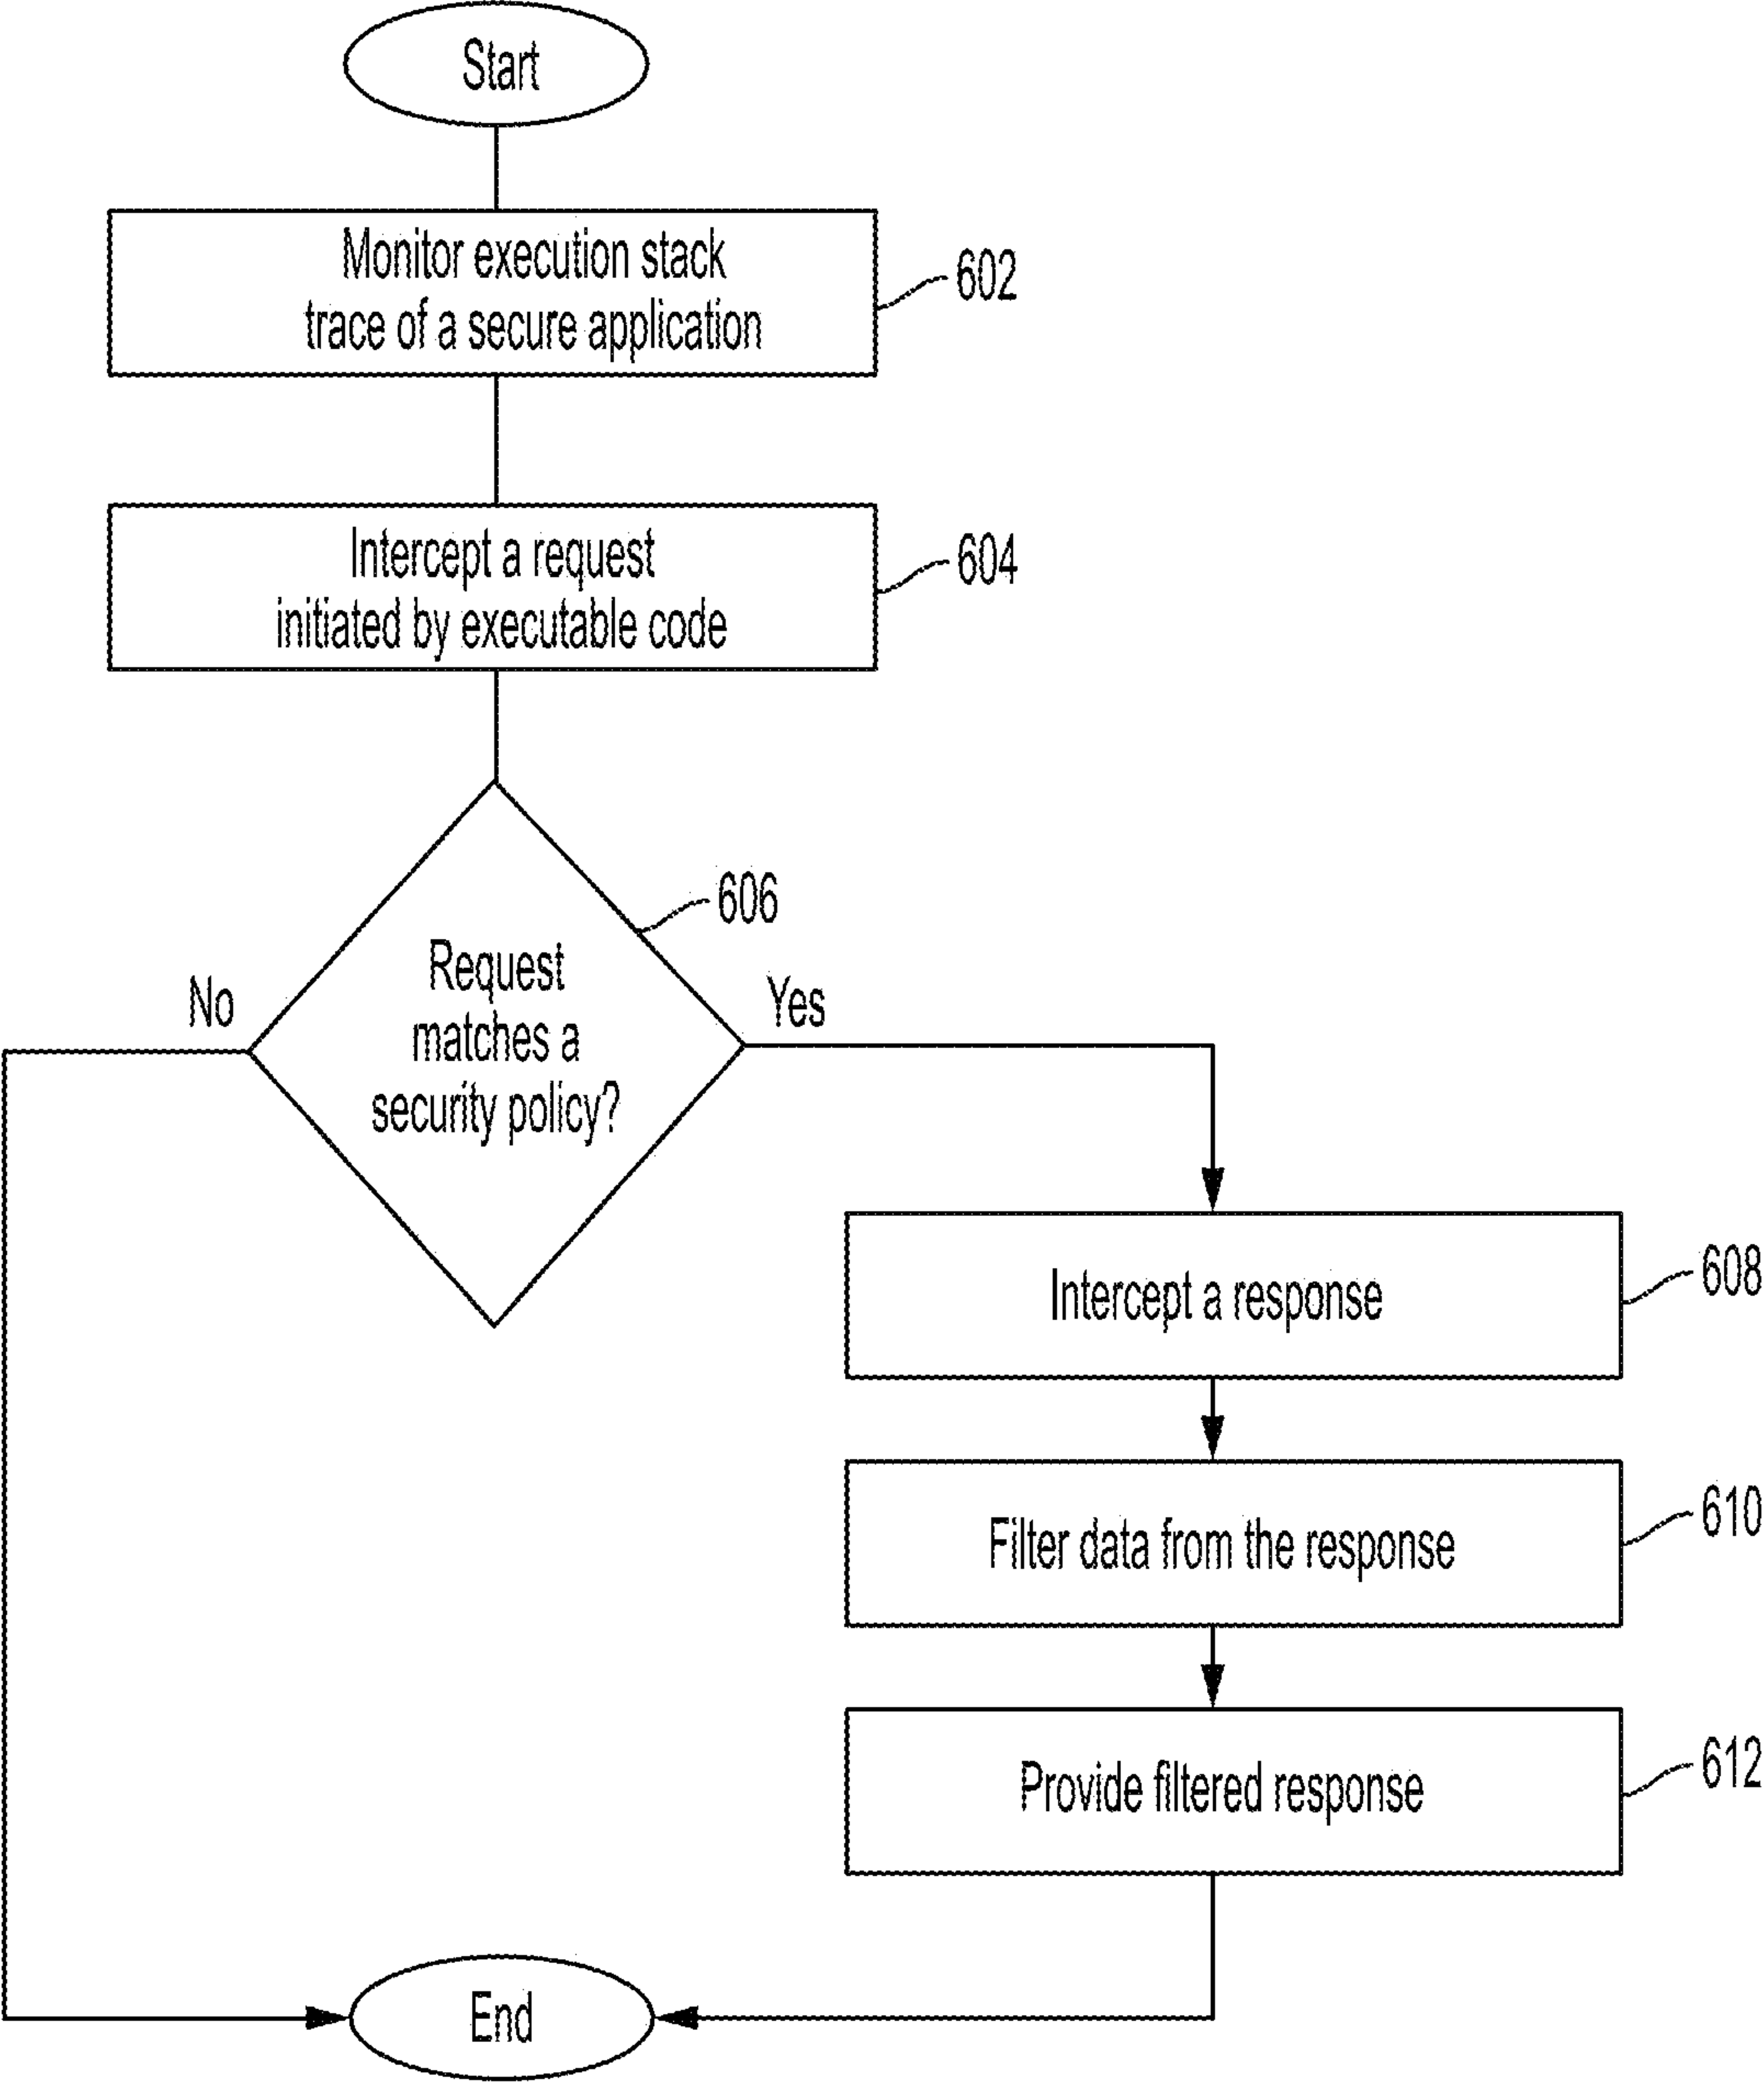 Start
Monitor execution stack
trace of a secure application
602
Intercept a request
initiated by executable code
604
606
Request
matches a
security policy?
No
Yes
Intercept a response
608
Filter data from the response
610
Provide filtered response
612
End